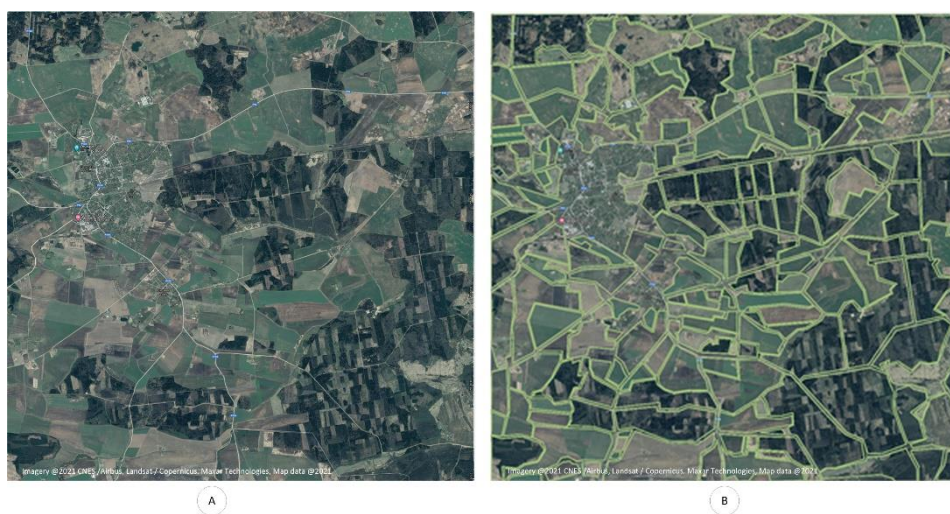 Imagery @2021 CNES /Airbus, Landsat / Copernicus, Maxar Technologies, Map data @2021
Imagery @2021 CNES /Airbus, Landsat / Copernicus, Maxar Technologies, Map data @2021
A
B